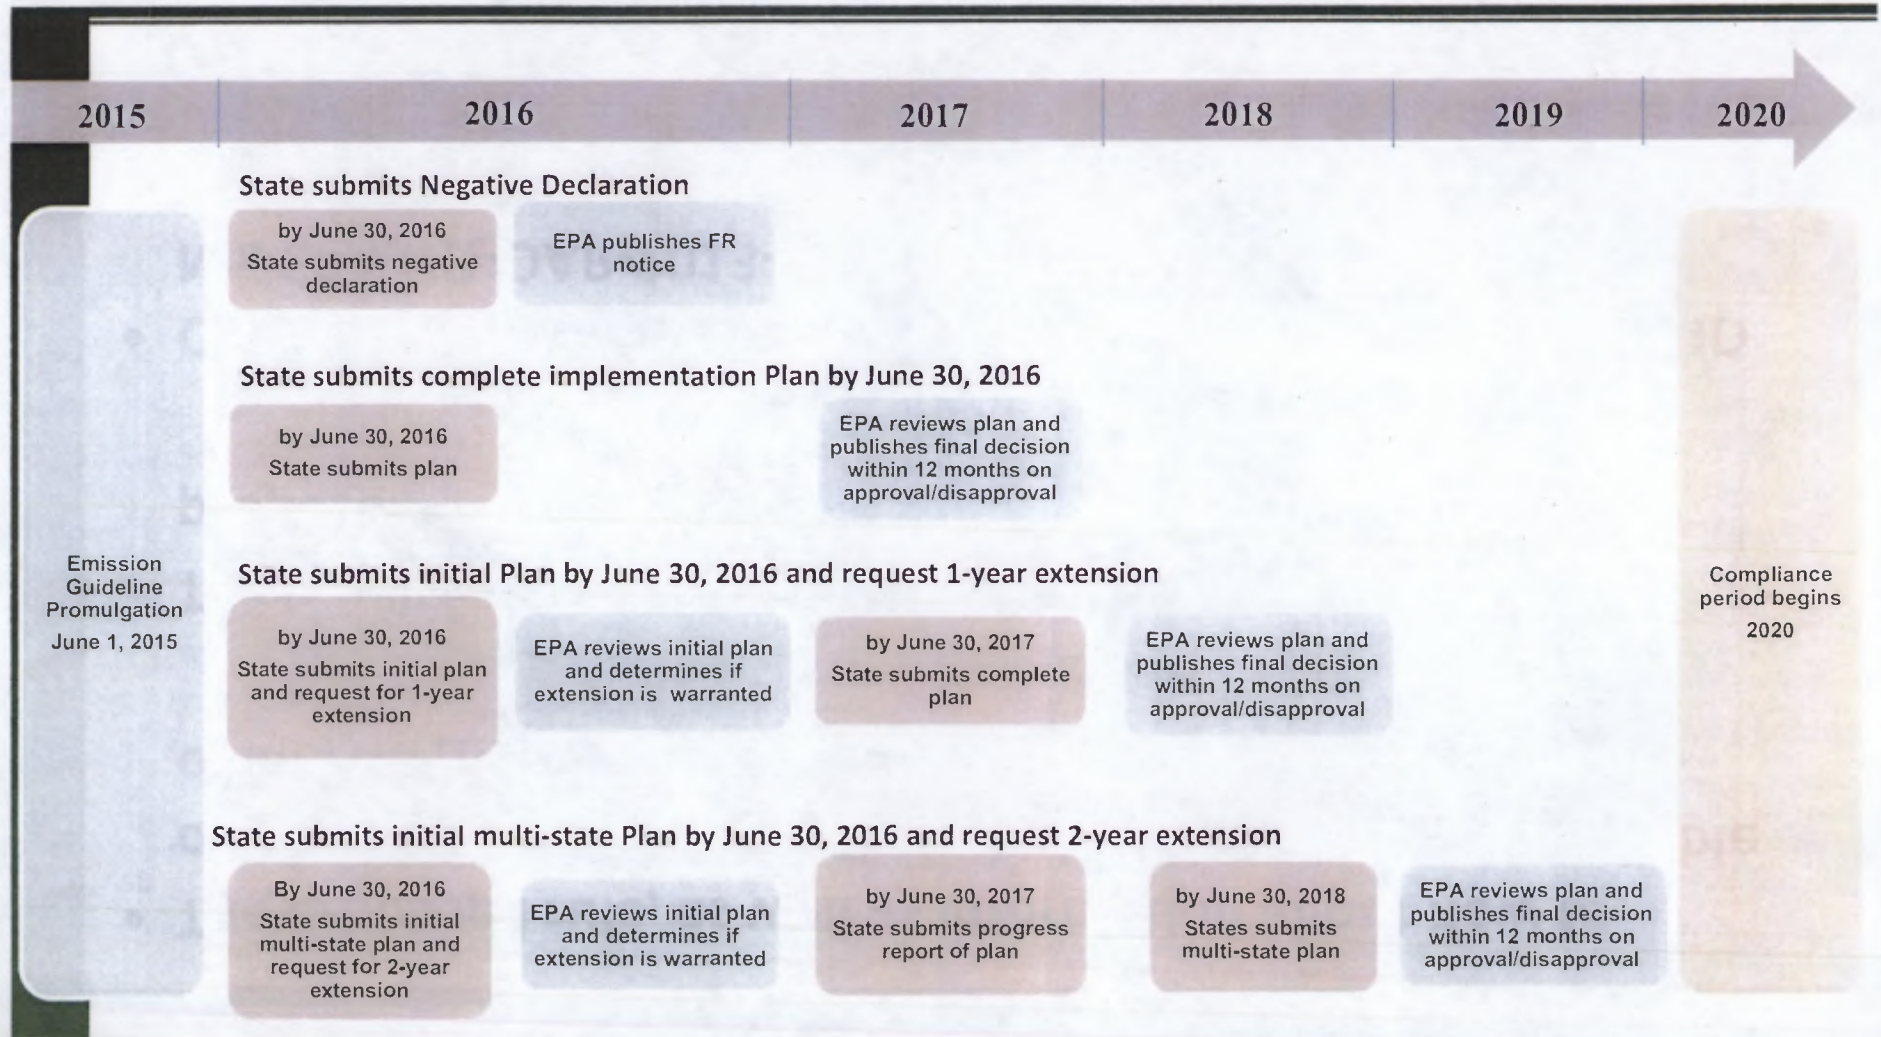 2015 2016 2017 2018 2019 2020
Emission
Guideline
Promulgation
June 1, 2015
State submits Negative Declaration
by June 30, 2016
State submits negative
declaration
EPA publishes FR
notice
State submits complete implementation Plan by June 30, 2016
by June 30, 2016
State submits plan
EPA reviews plan and
publishes final decision
within 12 months on
approval/disapproval
State submits initial Plan by June 30, 2016 and request 1-year extension
by June 30, 2016
State submits initial plan
and request for 1-year
extension
EPA reviews initial plan
and determines if
extension is warranted
by June 30, 2017
State submits complete
plan
EPA reviews plan and
publishes final decision
within 12 months on
approval/disapproval
State submits initial multi-state Plan by June 30, 2016 and request 2-year extension
By June 30, 2016
State submits initial
multi-state plan and
request for 2-year
extension
EPA reviews initial plan
and determines if
extension is warranted
by June 30, 2017
State submits progress
report of plan
by June 30, 2018
States submits
multi-state plan
EPA reviews plan and
publishes final decision
within 12 months on
approval/disapproval
Compliance
period begins
2020